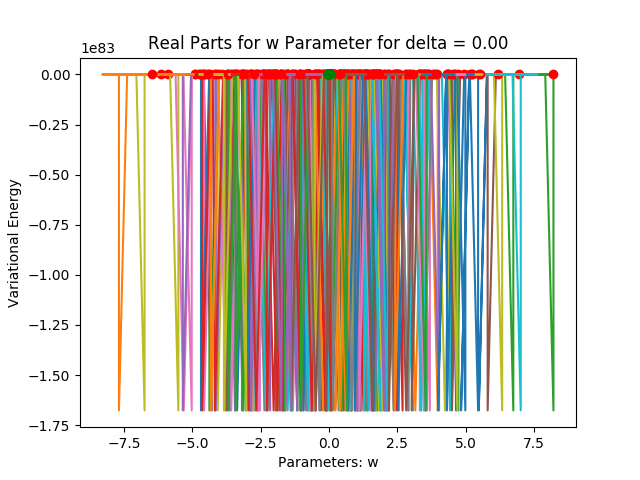 Real Parts for w Parameter for delta = 0.00
1e83
0.00
−0.25
−0.50
−0.75
−1.00
−1.25
−1.50
−1.75
Variational Energy
−7.5 −5.0 −2.5 0.0 2.5 5.0 7.5
Parameters: w